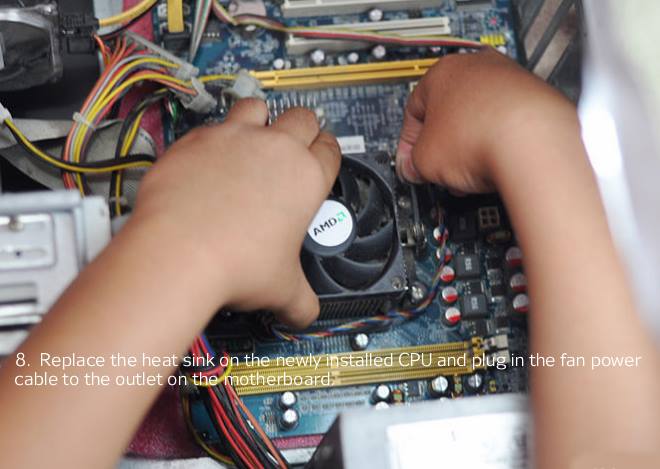 AMD
8. Replace the heat sink on the newly installed CPU and plug in the fan power
cable to the outlet on the motherboard.